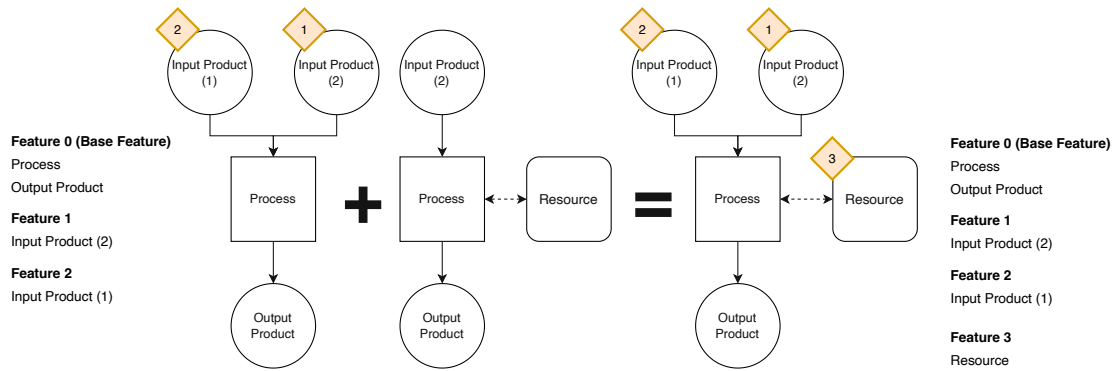 Feature 0 (Base Feature)
Process
Output Product
Feature 1
Input Product (2)
Feature 2
Input Product (1)
2
Input Product
(1)
1
Input Product
(2)
Process
Output
Product
+
Input Product
(2)
Process
Resource
Output
Product
=
2
Input Product
(1)
1
Input Product
(2)
Process
3
Resource
Output
Product
Feature 0 (Base Feature)
Process
Output Product
Feature 1
Input Product (2)
Feature 2
Input Product (1)
Feature 3
Resource